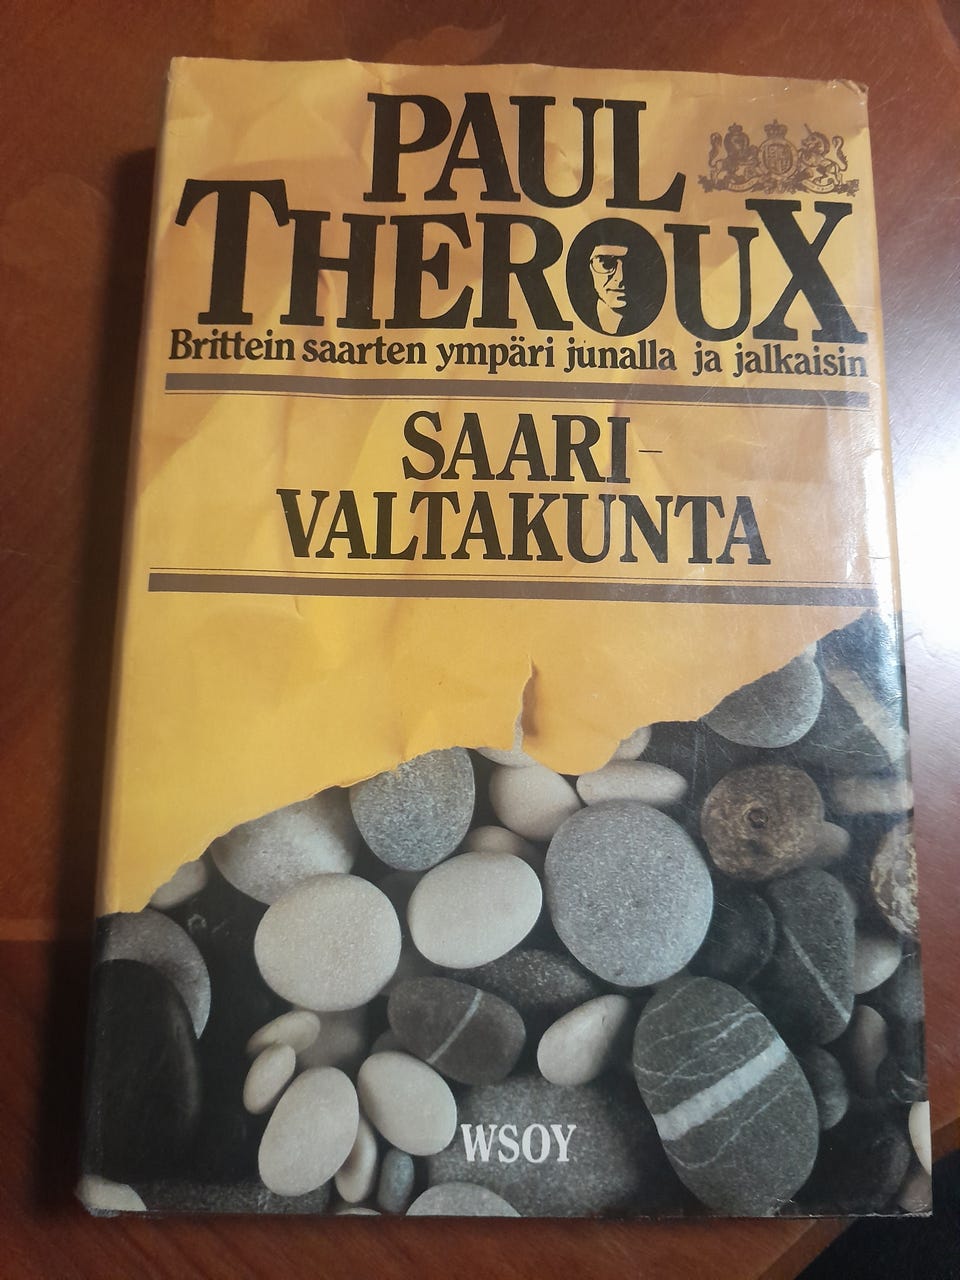 PAUL
THEROUX
Brittein saarten ympäri junalla ja jalkaisin
SAARI-
VALTAKUNTA
WSOY